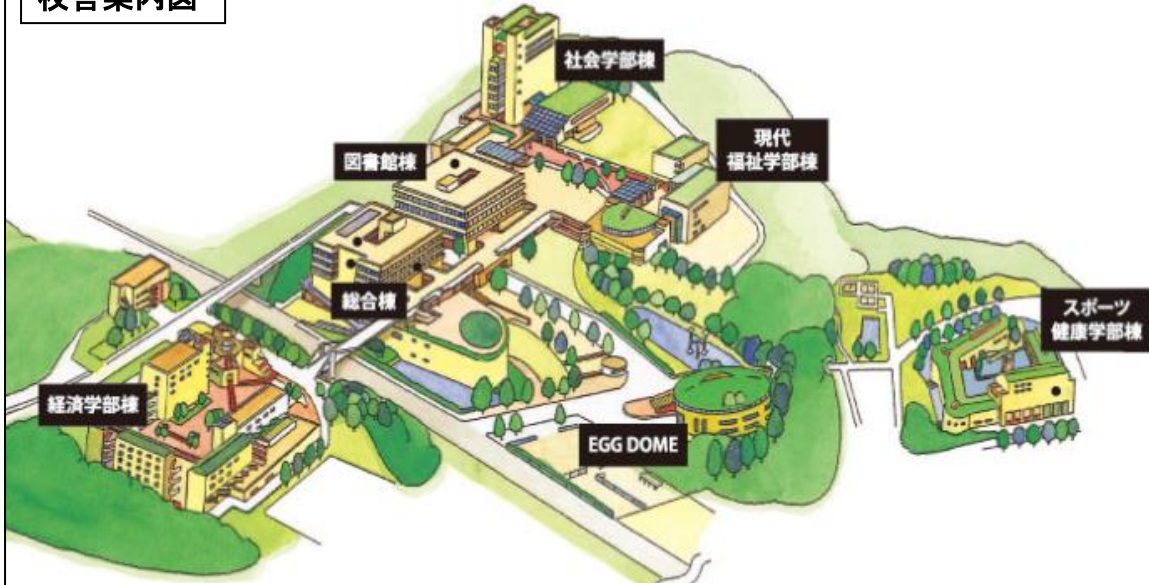 校舎案内図
社会学部棟
現代
福祉学部棟
図書館棟
総合棟
スポーツ
健康学部棟
経済学部棟
EGG DOME